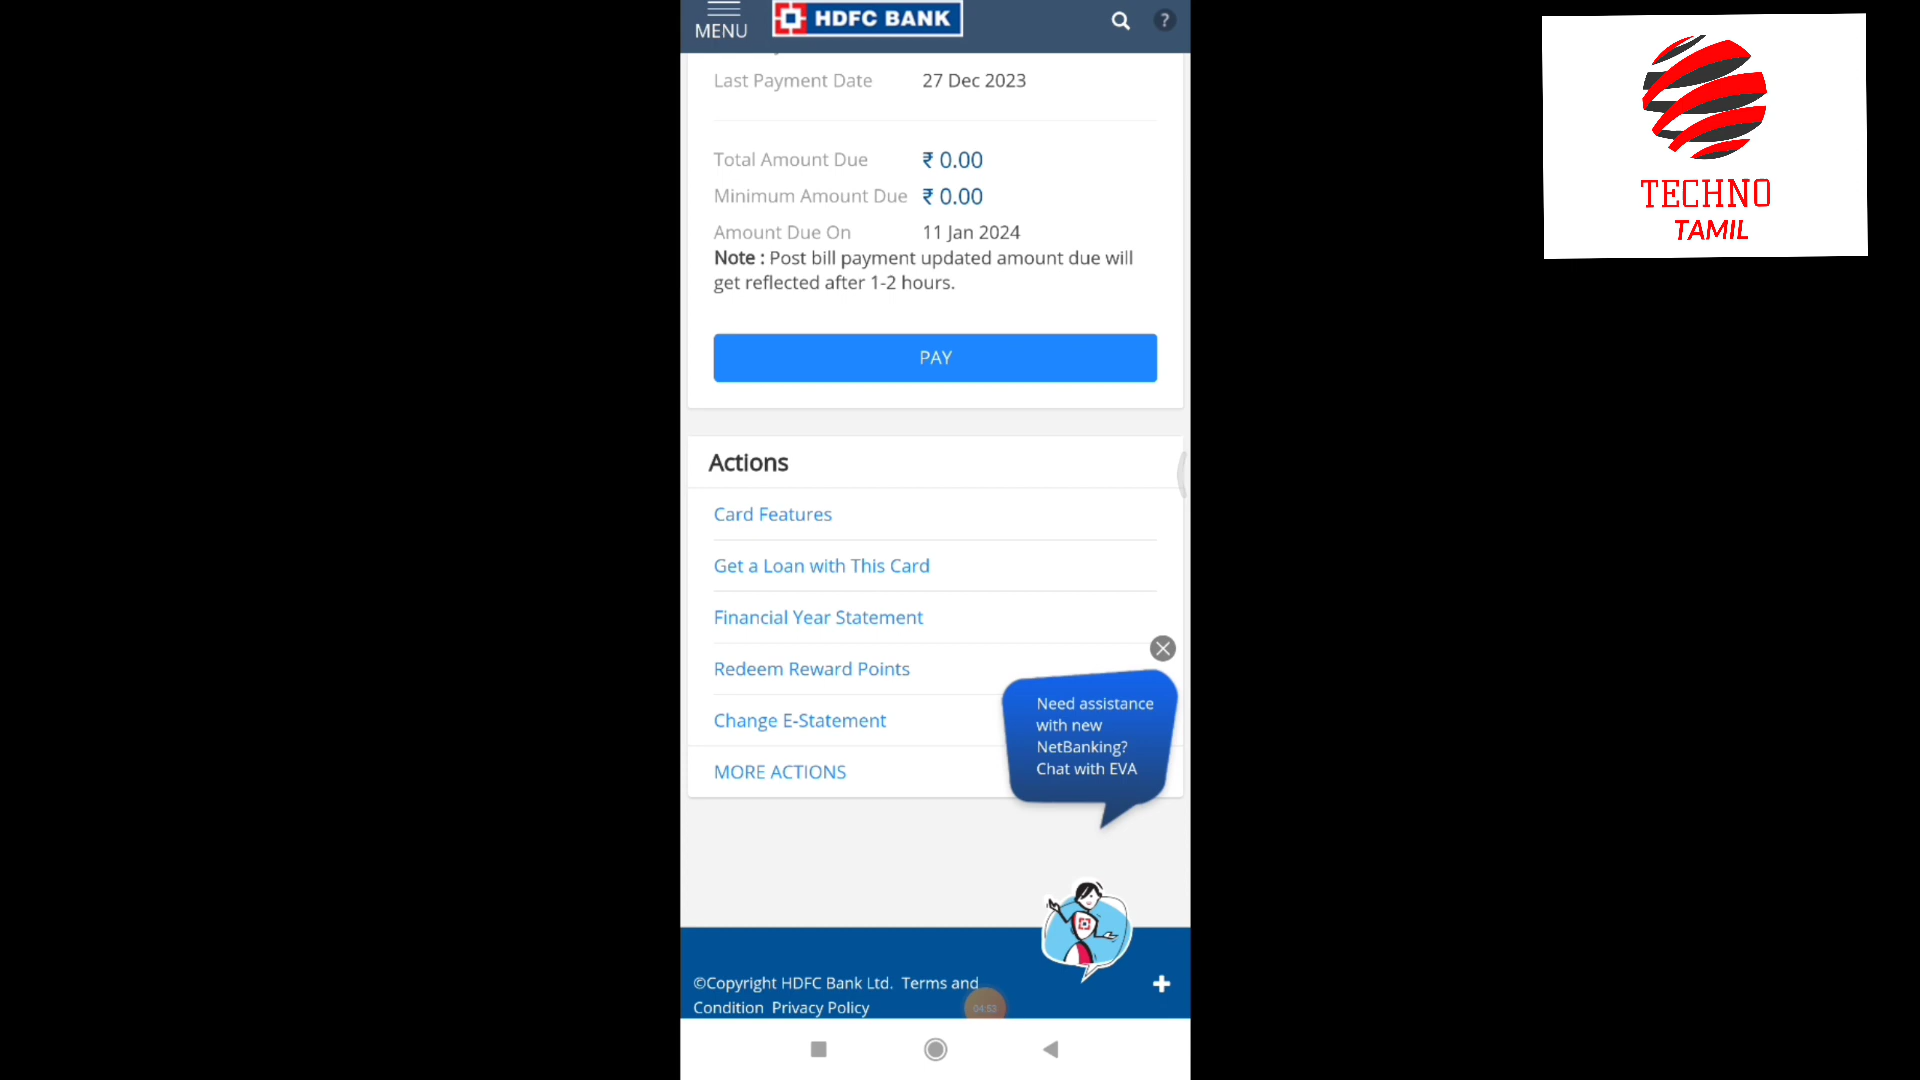 MENU
HDFC BANK
?
Last Payment Date 27 Dec 2023
Total Amount Due ₹ 0.00
Minimum Amount Due ₹ 0.00
Amount Due On 11 Jan 2024
Note : Post bill payment updated amount due will
get reflected after 1-2 hours.
PAY
Actions
Card Features
Get a Loan with This Card
Financial Year Statement
Redeem Reward Points
Change E-Statement
MORE ACTIONS
Need assistance
with new
NetBanking?
Chat with EVA
©Copyright HDFC Bank Ltd. Terms and
Condition Privacy Policy
04:53
TECHNO
TAMIL